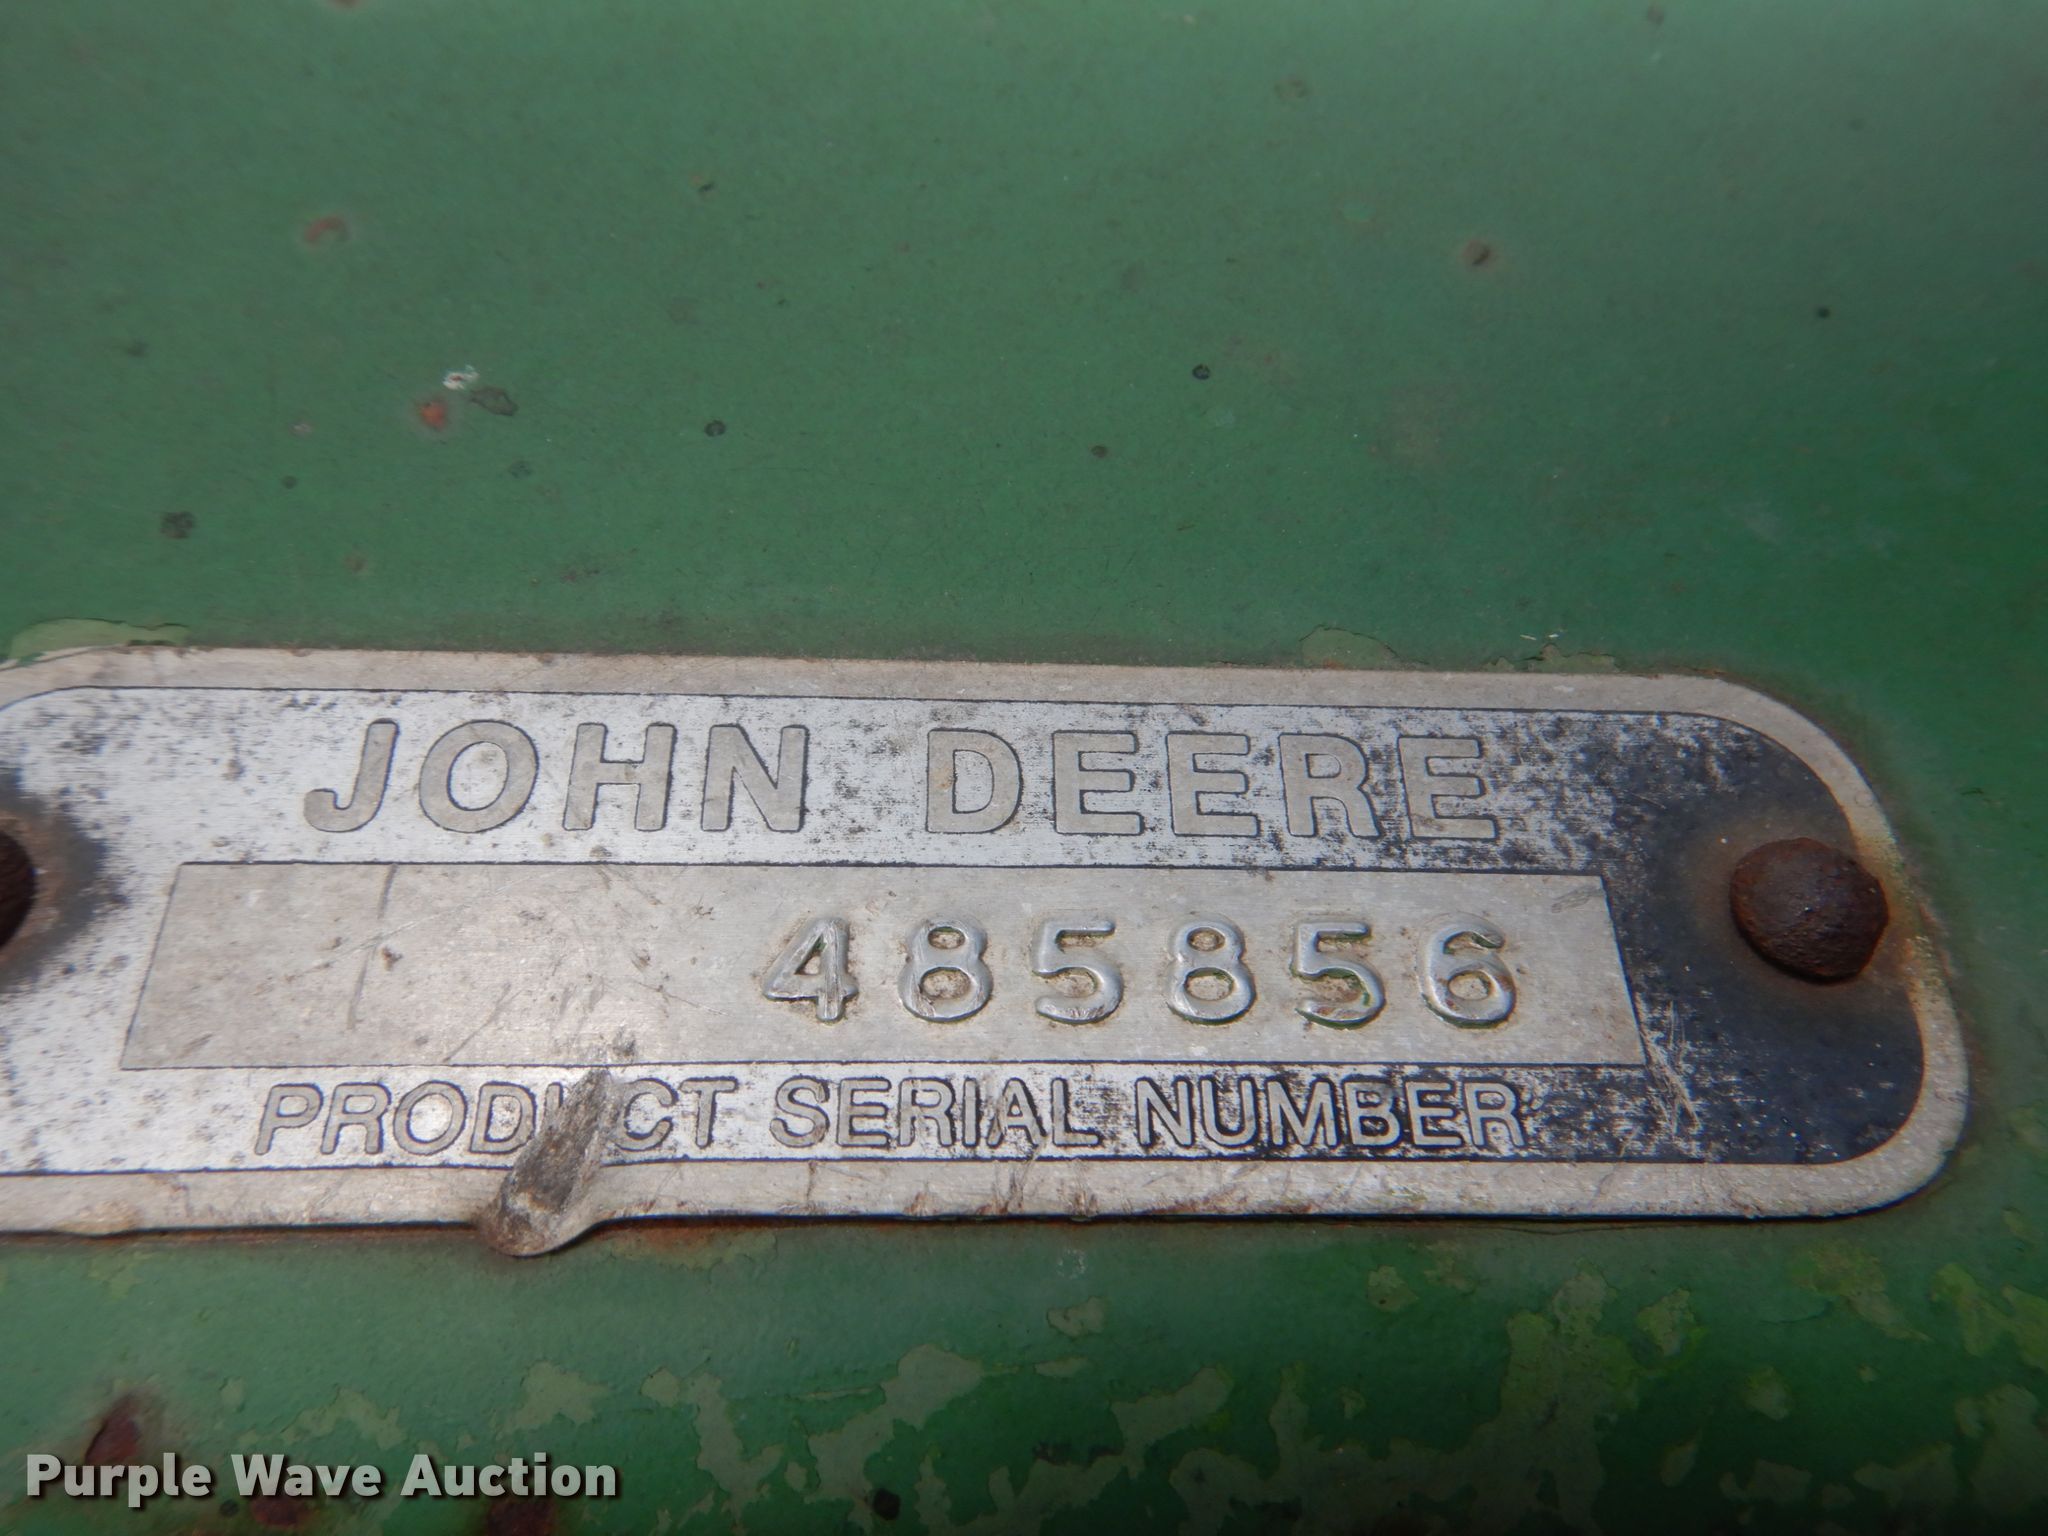 JOHN DEERE
485856
PRODUCT SERIAL NUMBER
Purple Wave Auction